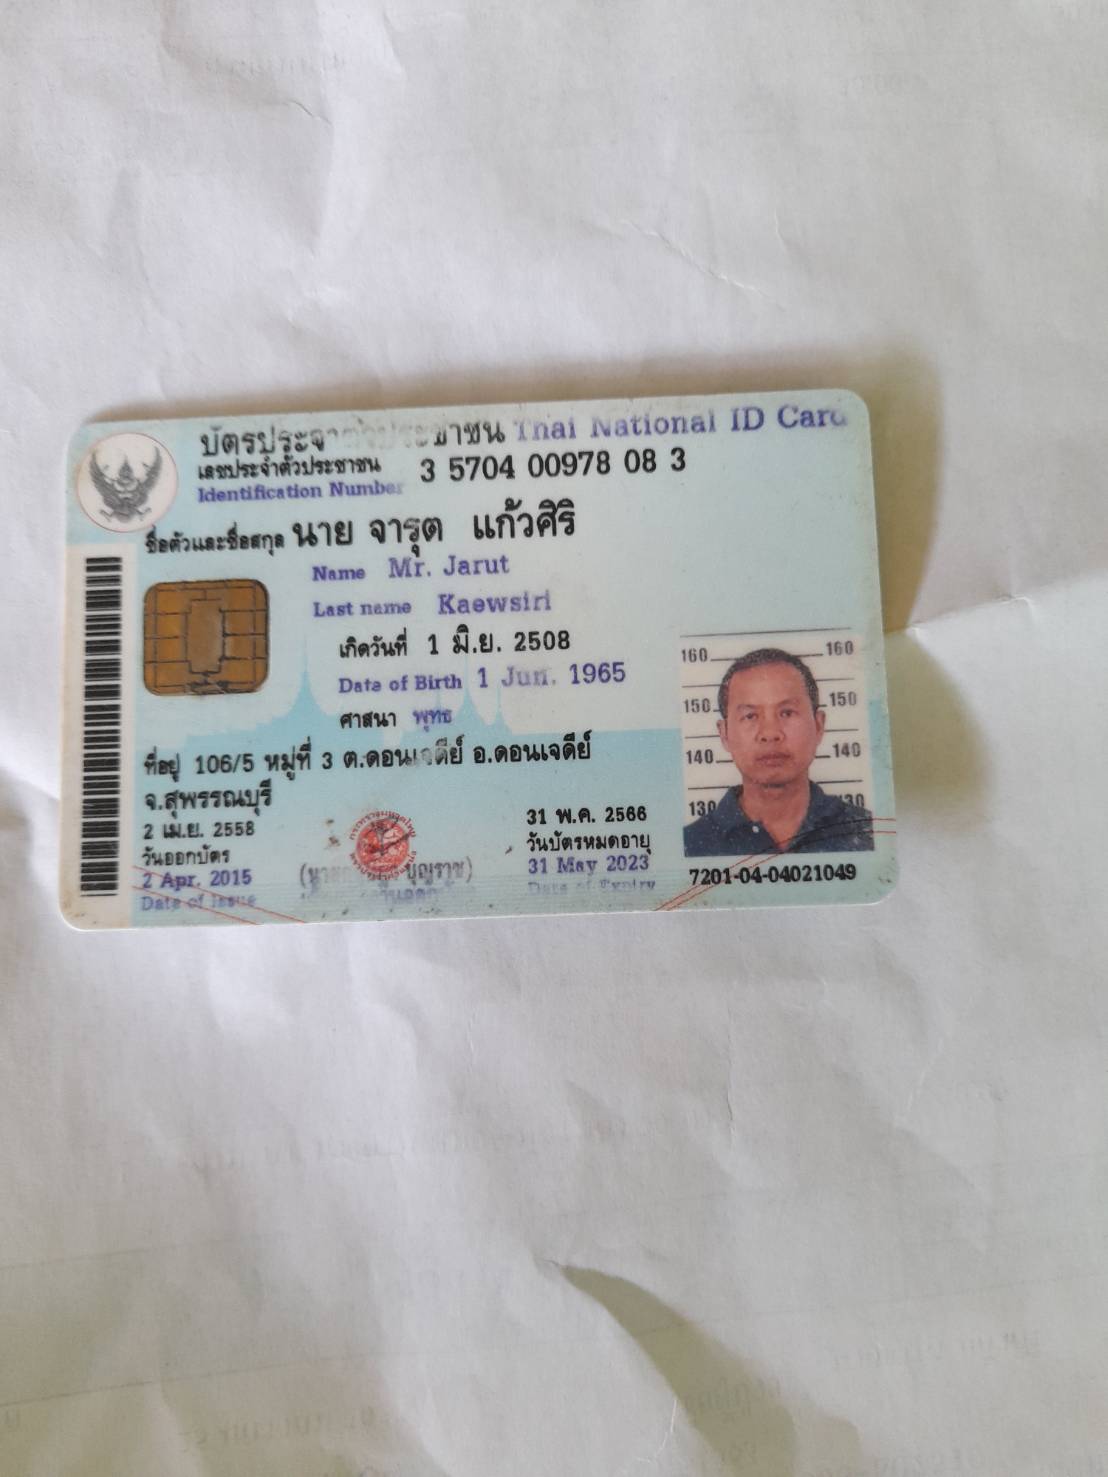 บัตรประจำตัวประชาชน Thai National ID Card
เลขประจำตัวประชาชน 3 5704 00978 08 3
Identification Number
ชื่อตัวและชื่อสกุล นาย จารุต แก้วศิริ
Name Mr. Jarut
Last name Kaewsiri
เกิดวันที่ 1 มิ.ย. 2508
Date of Birth 1 Jun. 1965
ศาสนา พุทธ
ที่อยู่ 106/5 หมู่ที่ 3 ต.ดอนเจดีย์ อ.ดอนเจดีย์
จ.สุพรรณบุรี
2 เม.ย. 2558
วันออกบัตร
2 Apr. 2015
Date of Issue
บุญราช)
31 พ.ค. 2566
วันบัตรหมดอายุ
31 May 2023
Date of Expiry
160 160
150 150
140 140
130 130
7201-04-04021049